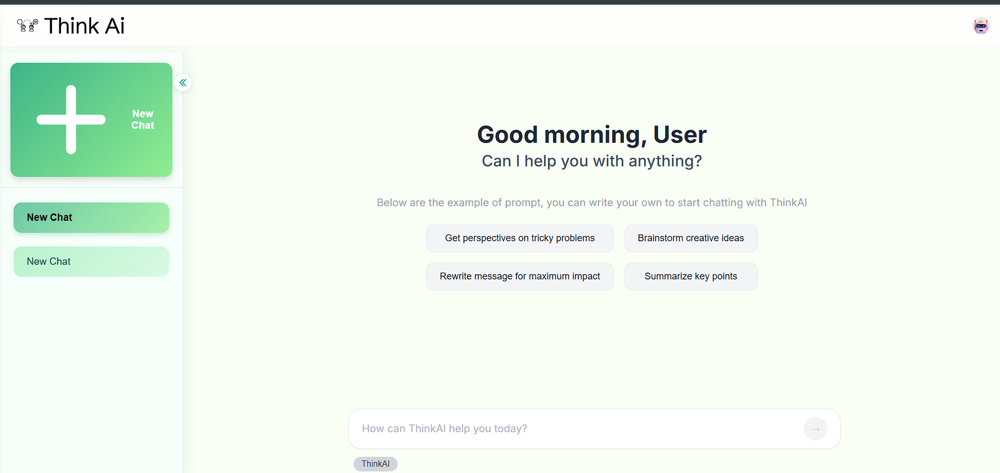 Think Ai
New
Chat
New Chat
New Chat
Good morning, User
Can I help you with anything?
Below are the example of prompt, you can write your own to start chatting with ThinkAI
Get perspectives on tricky problems
Brainstorm creative ideas
Rewrite message for maximum impact
Summarize key points
How can ThinkAI help you today?
ThinkAI